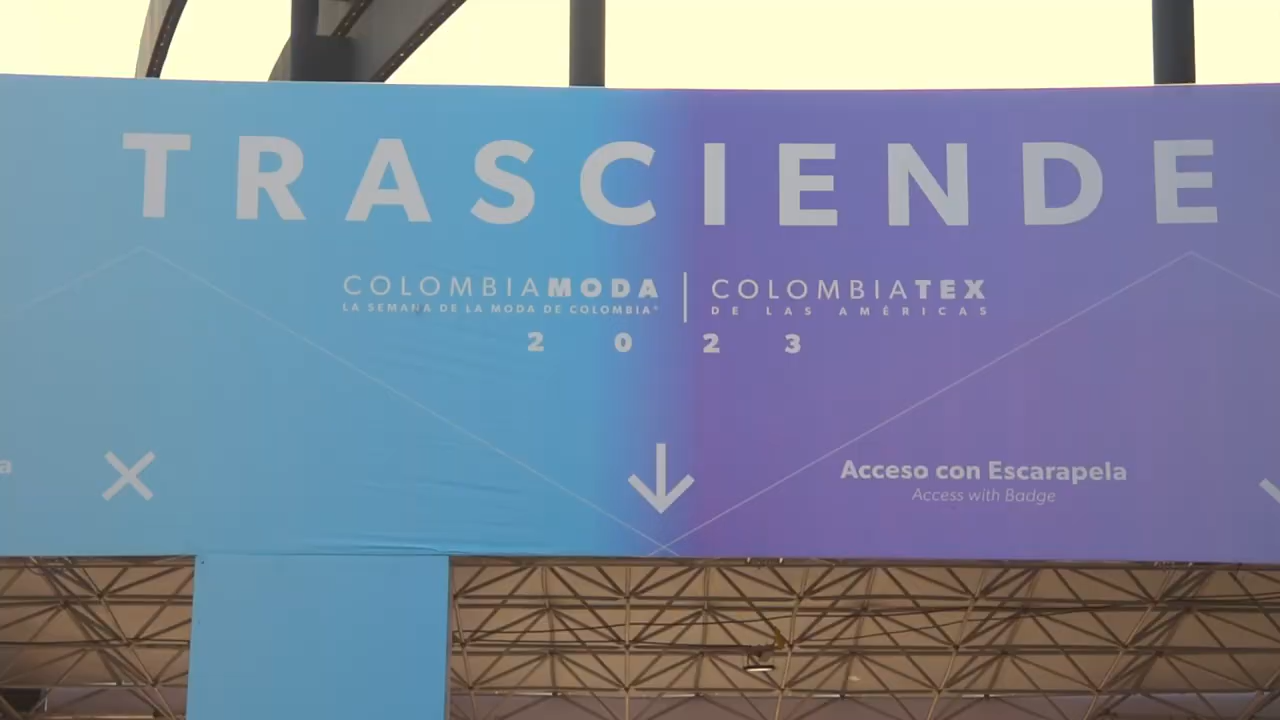 TRASCIENDE
COLOMBIAMODA | COLOMBIATEX
LA SEMANA DE LA MODA DE COLOMBIA® DE LAS AMÉRICAS
2023
Acceso con Escarapela
Access with Badge